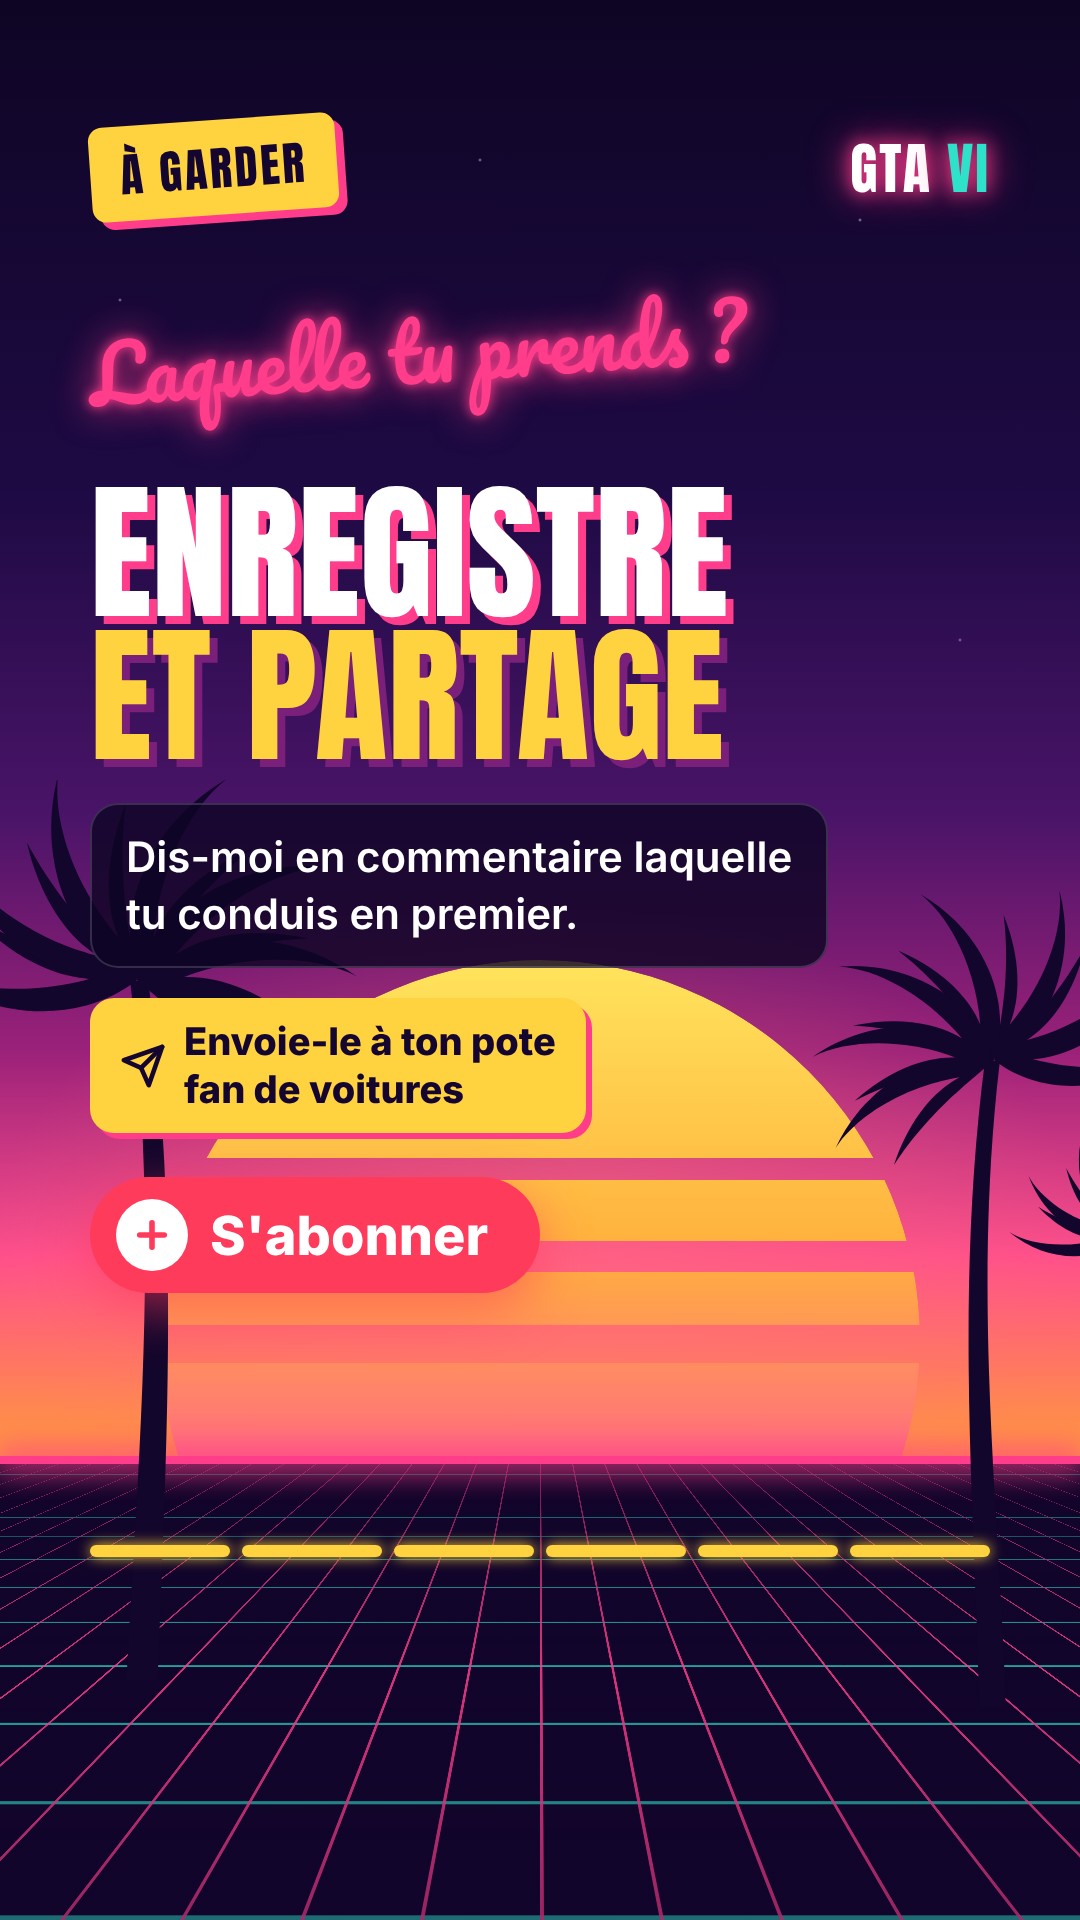 À GARDER
GTA VI
Laquelle tu prends ?
ENREGISTRE
ET PARTAGE
Dis-moi en commentaire laquelle
tu conduis en premier.
Envoie-le à ton pote
fan de voitures
S'abonner